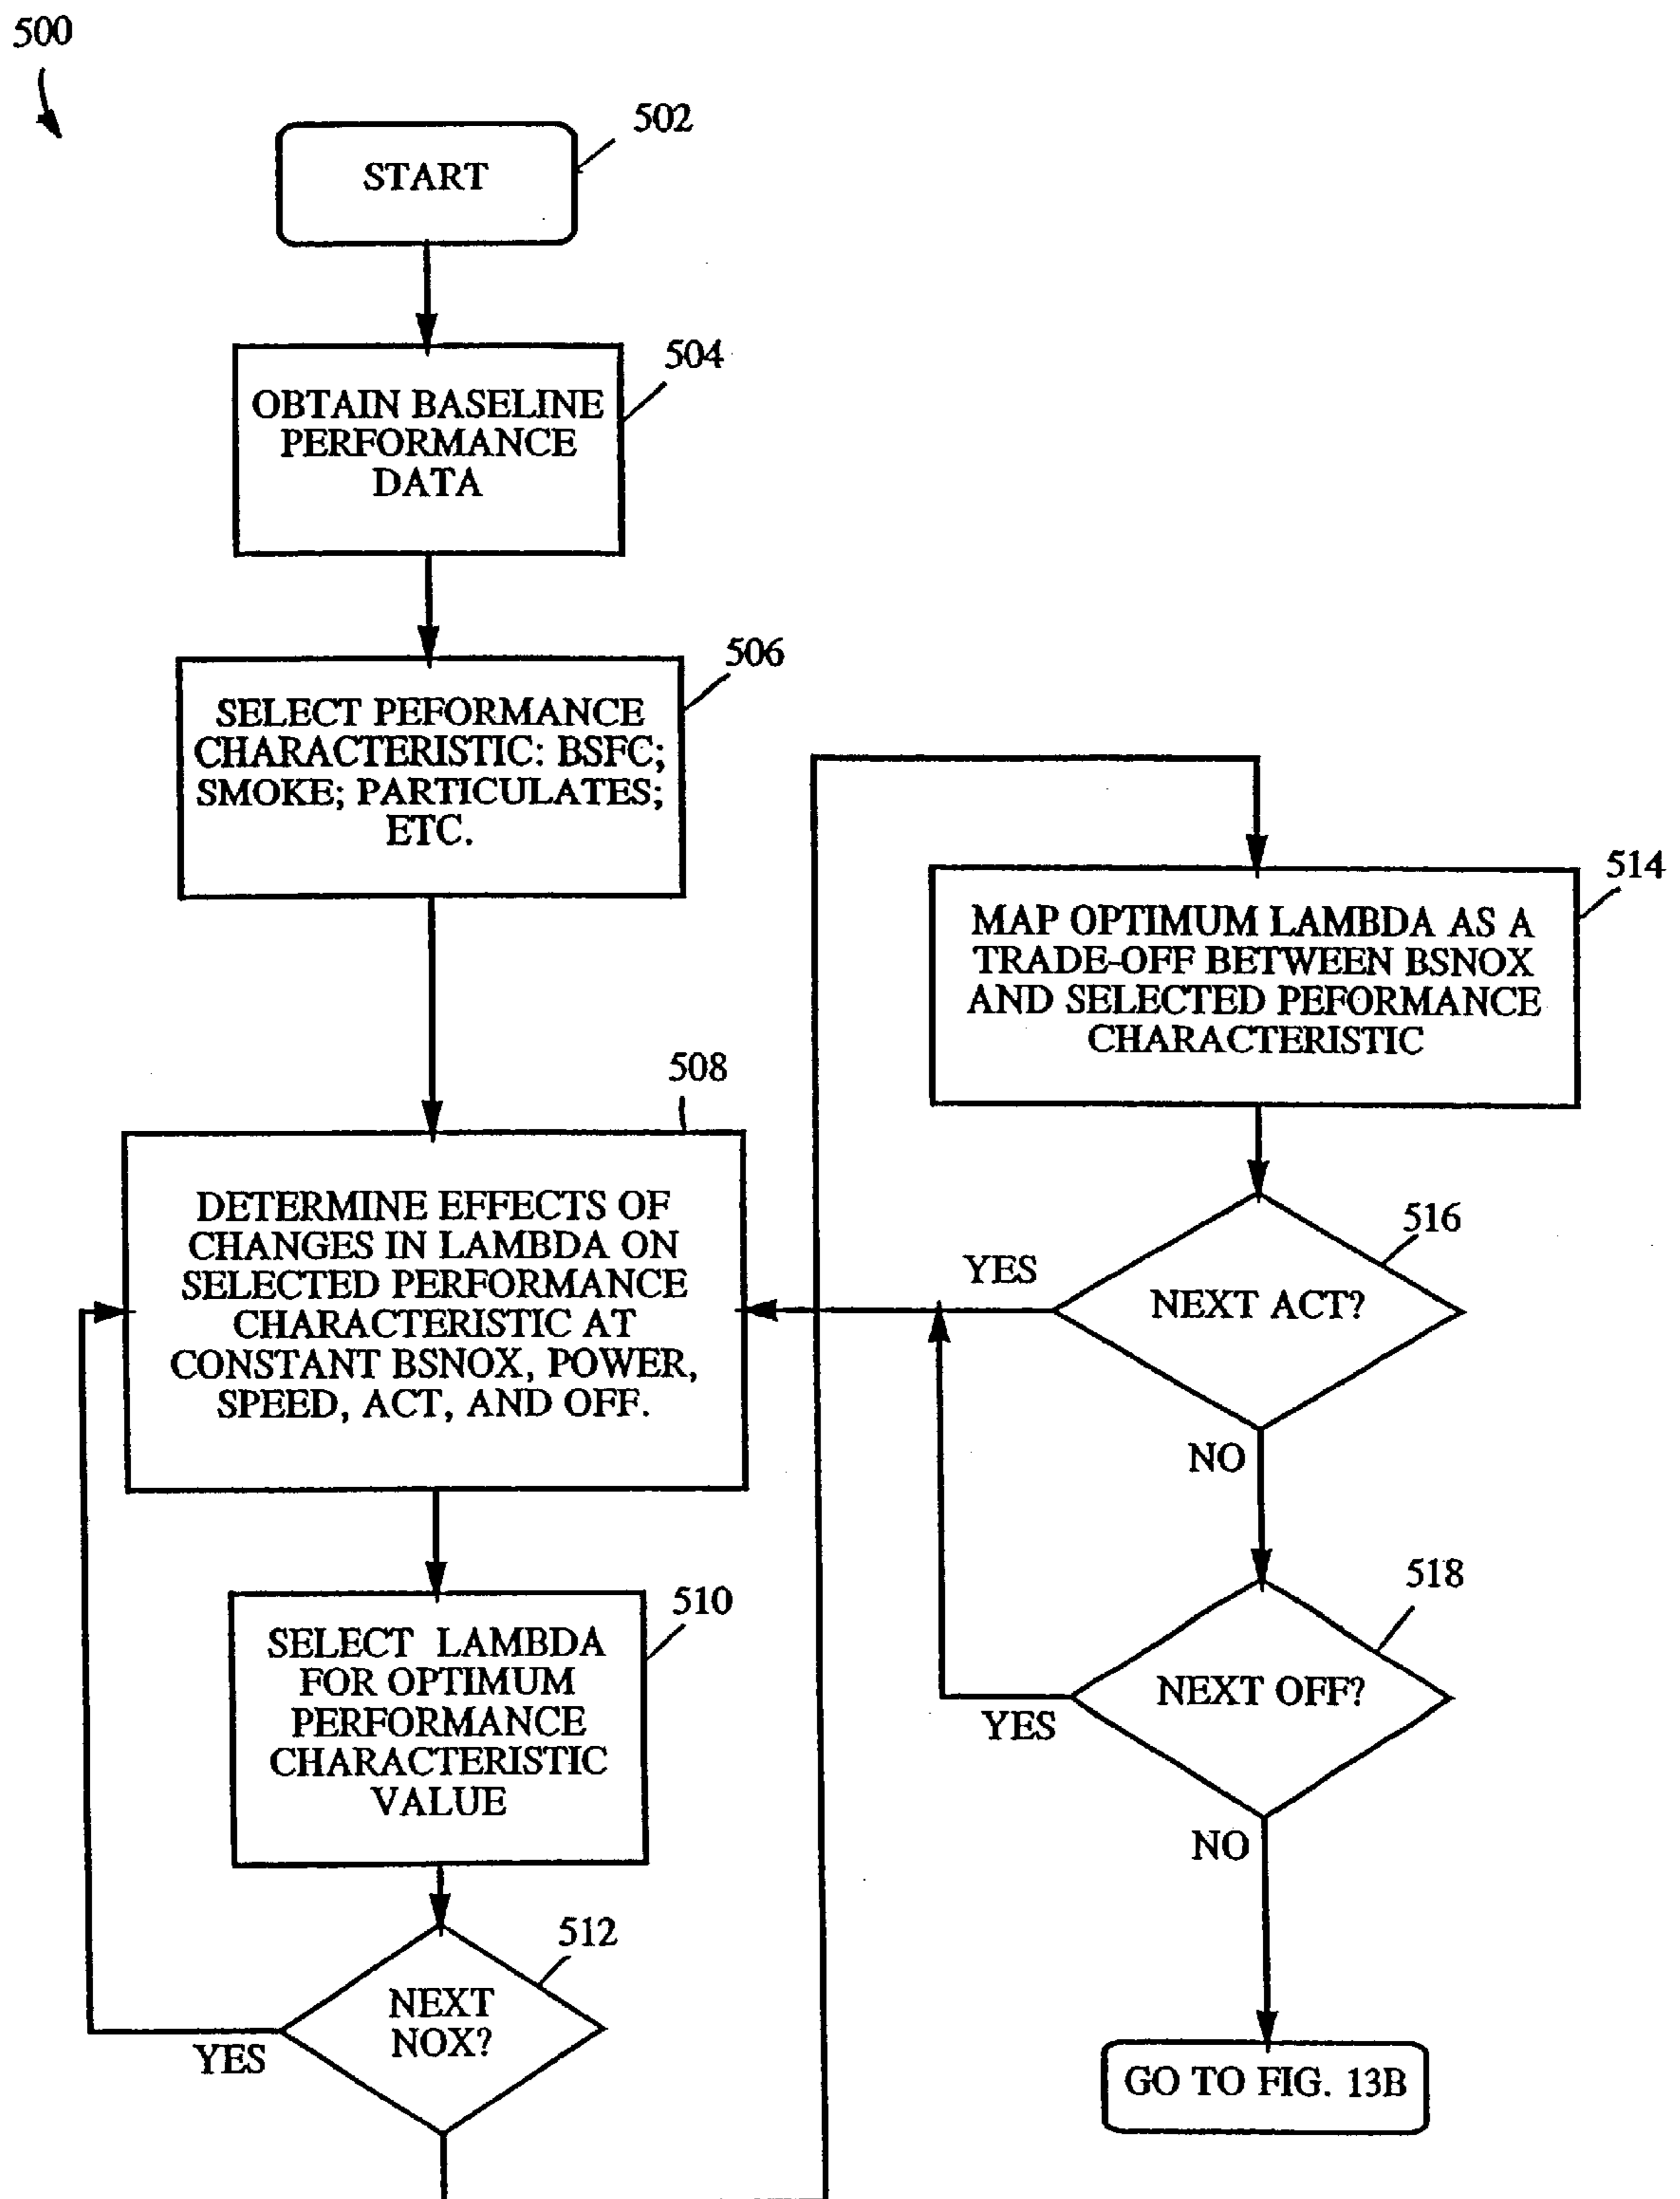 500
502
START
504
OBTAIN BASELINE
PERFORMANCE
DATA
506
SELECT PEFORMANCE
CHARACTERISTIC: BSFC;
SMOKE; PARTICULATES;
ETC.
508
DETERMINE EFFECTS OF
CHANGES IN LAMBDA ON
SELECTED PERFORMANCE
CHARACTERISTIC AT
CONSTANT BSNOX, POWER,
SPEED, ACT, AND OFF.
510
SELECT LAMBDA
FOR OPTIMUM
PERFORMANCE
CHARACTERISTIC
VALUE
512
NEXT
NOX?
YES
514
MAP OPTIMUM LAMBDA AS A
TRADE-OFF BETWEEN BSNOX
AND SELECTED PEFORMANCE
CHARACTERISTIC
516
YES
NEXT ACT?
NO
518
NEXT OFF?
YES
NO
GO TO FIG. 13B